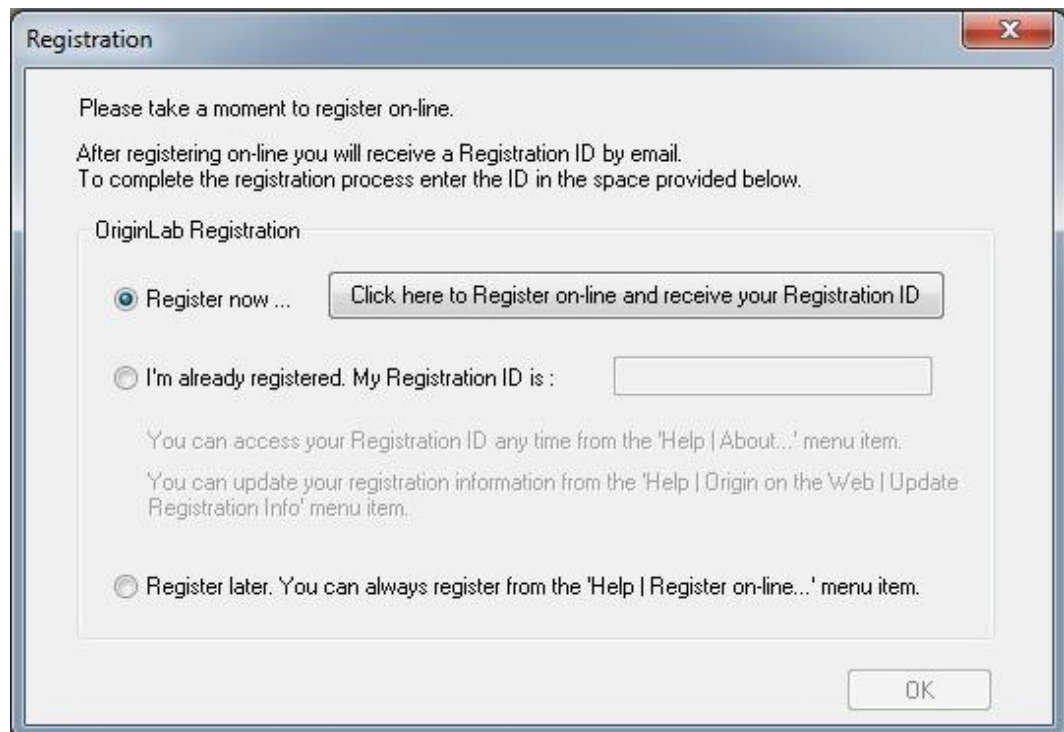 Registration
Please take a moment to register on-line.
After registering on-line you will receive a Registration ID by email.
To complete the registration process enter the ID in the space provided below.
OriginLab Registration
Register now ... Click here to Register on-line and receive your Registration ID
I'm already registered. My Registration ID is :
You can access your Registration ID any time from the 'Help | About...' menu item.
You can update your registration information from the 'Help | Origin on the Web | Update
Registration Info' menu item.
Register later. You can always register from the 'Help | Register on-line...' menu item.
OK